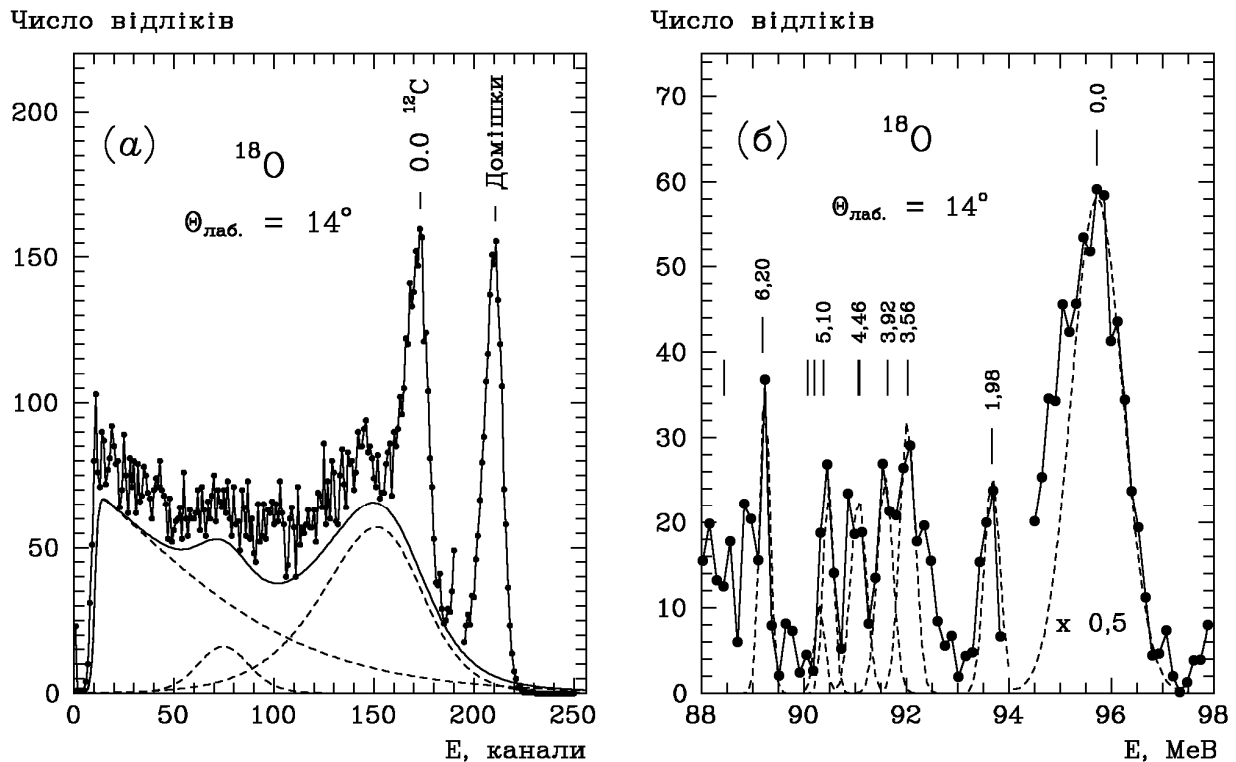 Число відліків
(а)
18O
Θлаб. = 14°
0.0 12C
Домішки
200
150
100
50
0
0 50 100 150 200 250
E, канали
Число відліків
(б)
18O
Θлаб. = 14°
6,20
5,10
4,46
3,92
3,56
1,98
0,0
x 0,5
70
60
50
40
30
20
10
0
88 90 92 94 96 98
E, МеВ